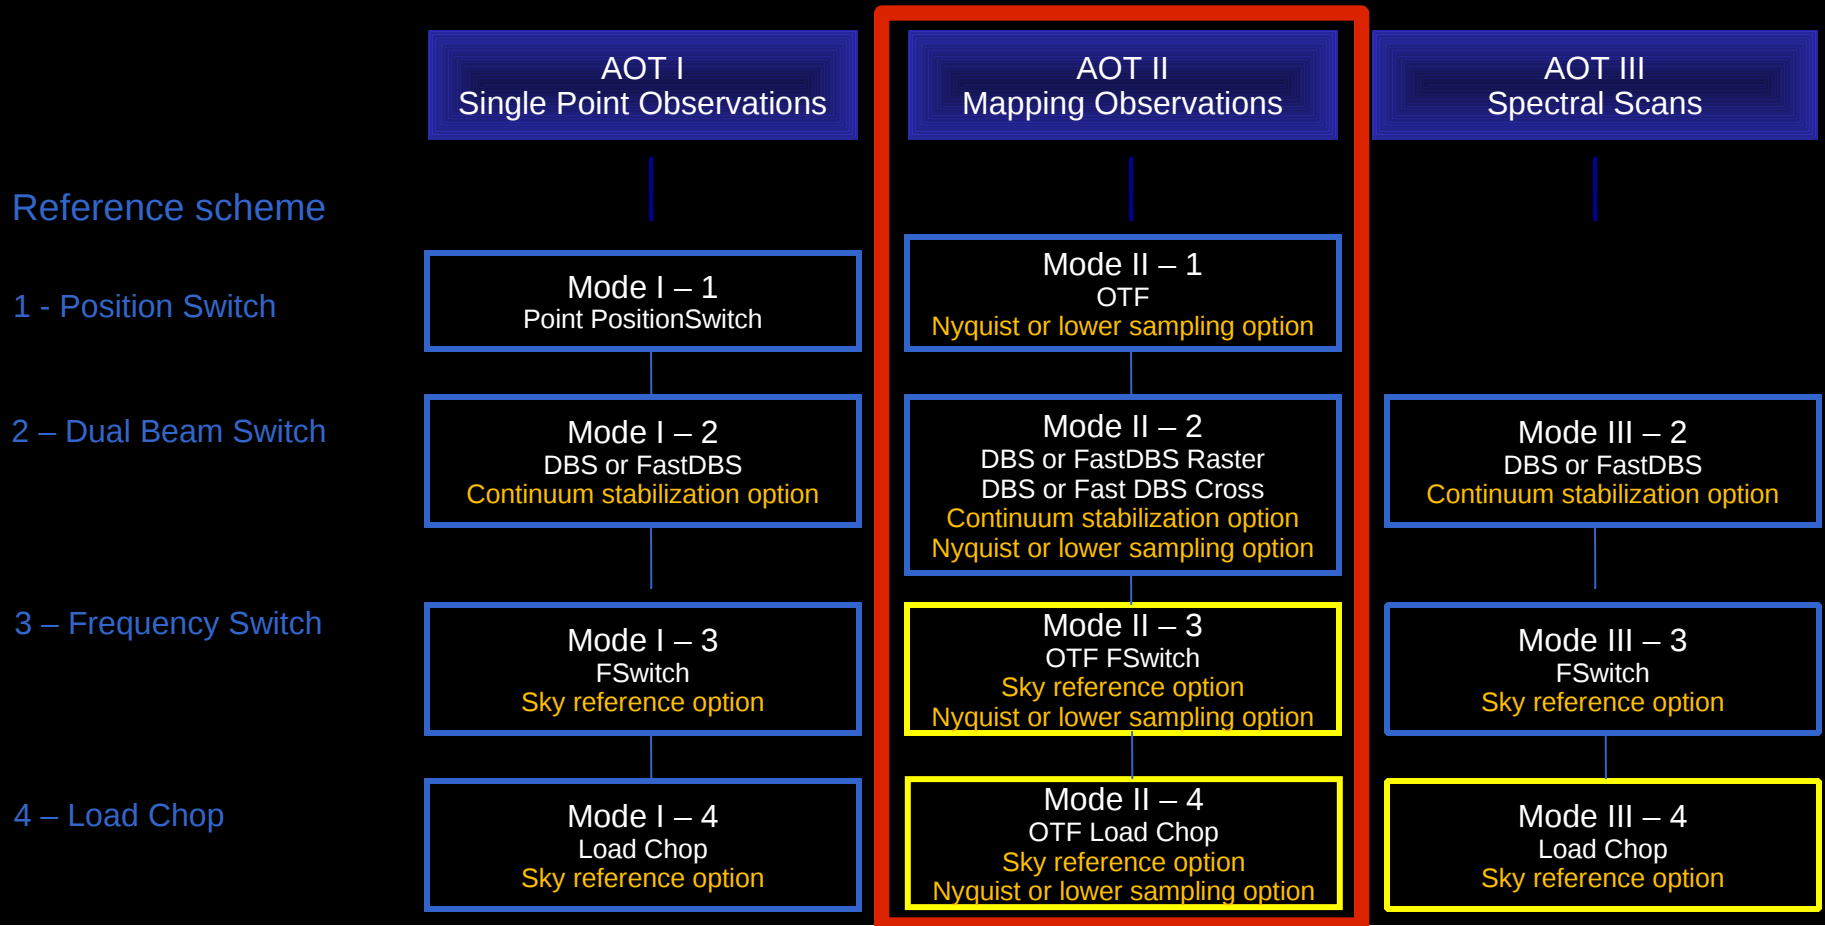 AOT I
Single Point Observations
AOT II
Mapping Observations
AOT III
Spectral Scans
Reference scheme
1 - Position Switch
Mode I – 1
Point PositionSwitch
Mode II – 1
OTF
Nyquist or lower sampling option
2 – Dual Beam Switch
Mode I – 2
DBS or FastDBS
Continuum stabilization option
Mode II – 2
DBS or FastDBS Raster
DBS or Fast DBS Cross
Continuum stabilization option
Nyquist or lower sampling option
Mode III – 2
DBS or FastDBS
Continuum stabilization option
3 – Frequency Switch
Mode I – 3
FSwitch
Sky reference option
Mode II – 3
OTF FSwitch
Sky reference option
Nyquist or lower sampling option
Mode III – 3
FSwitch
Sky reference option
4 – Load Chop
Mode I – 4
Load Chop
Sky reference option
Mode II – 4
OTF Load Chop
Sky reference option
Nyquist or lower sampling option
Mode III – 4
Load Chop
Sky reference option